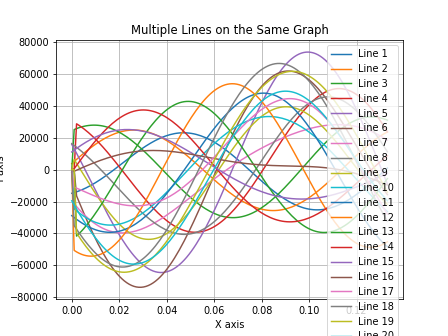 Multiple Lines on the Same Graph
80000
60000
40000
20000
0
−20000
−40000
−60000
−80000
0.00
0.02
0.04
0.06
0.08
0.10
X axis
Line 1
Line 2
Line 3
Line 4
Line 5
Line 6
Line 7
Line 8
Line 9
Line 10
Line 11
Line 12
Line 13
Line 14
Line 15
Line 16
Line 17
Line 18
Line 19
Line 20